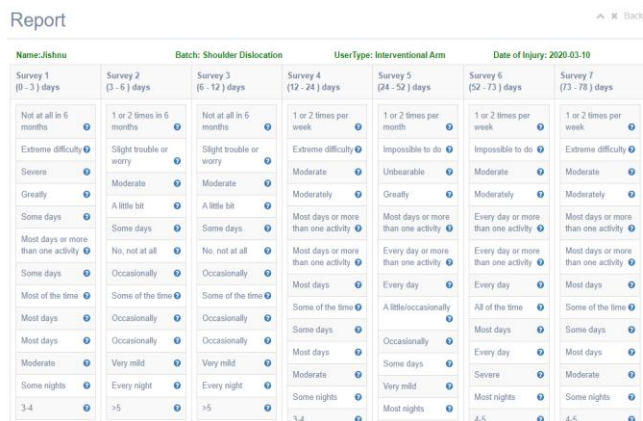 Report
Back
Name:Jishnu
Batch: Shoulder Dislocation
UserType: Interventional Arm
Date of Injury: 2020-03-10
Survey 1
(0 - 3 ) days
Not at all in 6
months
Extreme difficulty
Severe
Greatly
Some days
Most days or more
than one activity
Some days
Most of the time
Most days
Most days
Moderate
Some nights
3-4
Survey 2
(3 - 6 ) days
1 or 2 times in 6
months
Slight trouble or
worry
Moderate
A little bit
Some days
No, not at all
Occasionally
Some of the time
Occasionally
Occasionally
Very mild
Every night
>5
Survey 3
(6 - 12 ) days
Not at all in 6
months
Slight trouble or
worry
Moderate
A little bit
Some days
No, not at all
Occasionally
Some of the time
Occasionally
Occasionally
Very mild
Every night
>5
Survey 4
(12 - 24 ) days
1 or 2 times per
week
Extreme difficulty
Moderate
Moderately
Most days or more
than one activity
Most days or more
than one activity
Most days
Some of the time
Some days
Most days
Moderate
Some nights
3-4
Survey 5
(24 - 52 ) days
1 or 2 times per
month
Impossible to do
Unbearable
Greatly
Most days or more
than one activity
Every day or more
than one activity
Every day
A little/occasionally
Occasionally
Some days
Very mild
Most nights
Survey 6
(52 - 73 ) days
1 or 2 times per
week
Impossible to do
Moderate
Moderately
Every day or more
than one activity
Every day or more
than one activity
Every day
All of the time
Most days
Every day
Severe
Most nights
4-5
Survey 7
(73 - 78 ) days
1 or 2 times per
week
Extreme difficulty
Moderate
Moderately
Most days or more
than one activity
Most days or more
than one activity
Most days
Some of the time
Some days
Most days
Moderate
Some nights
4-5